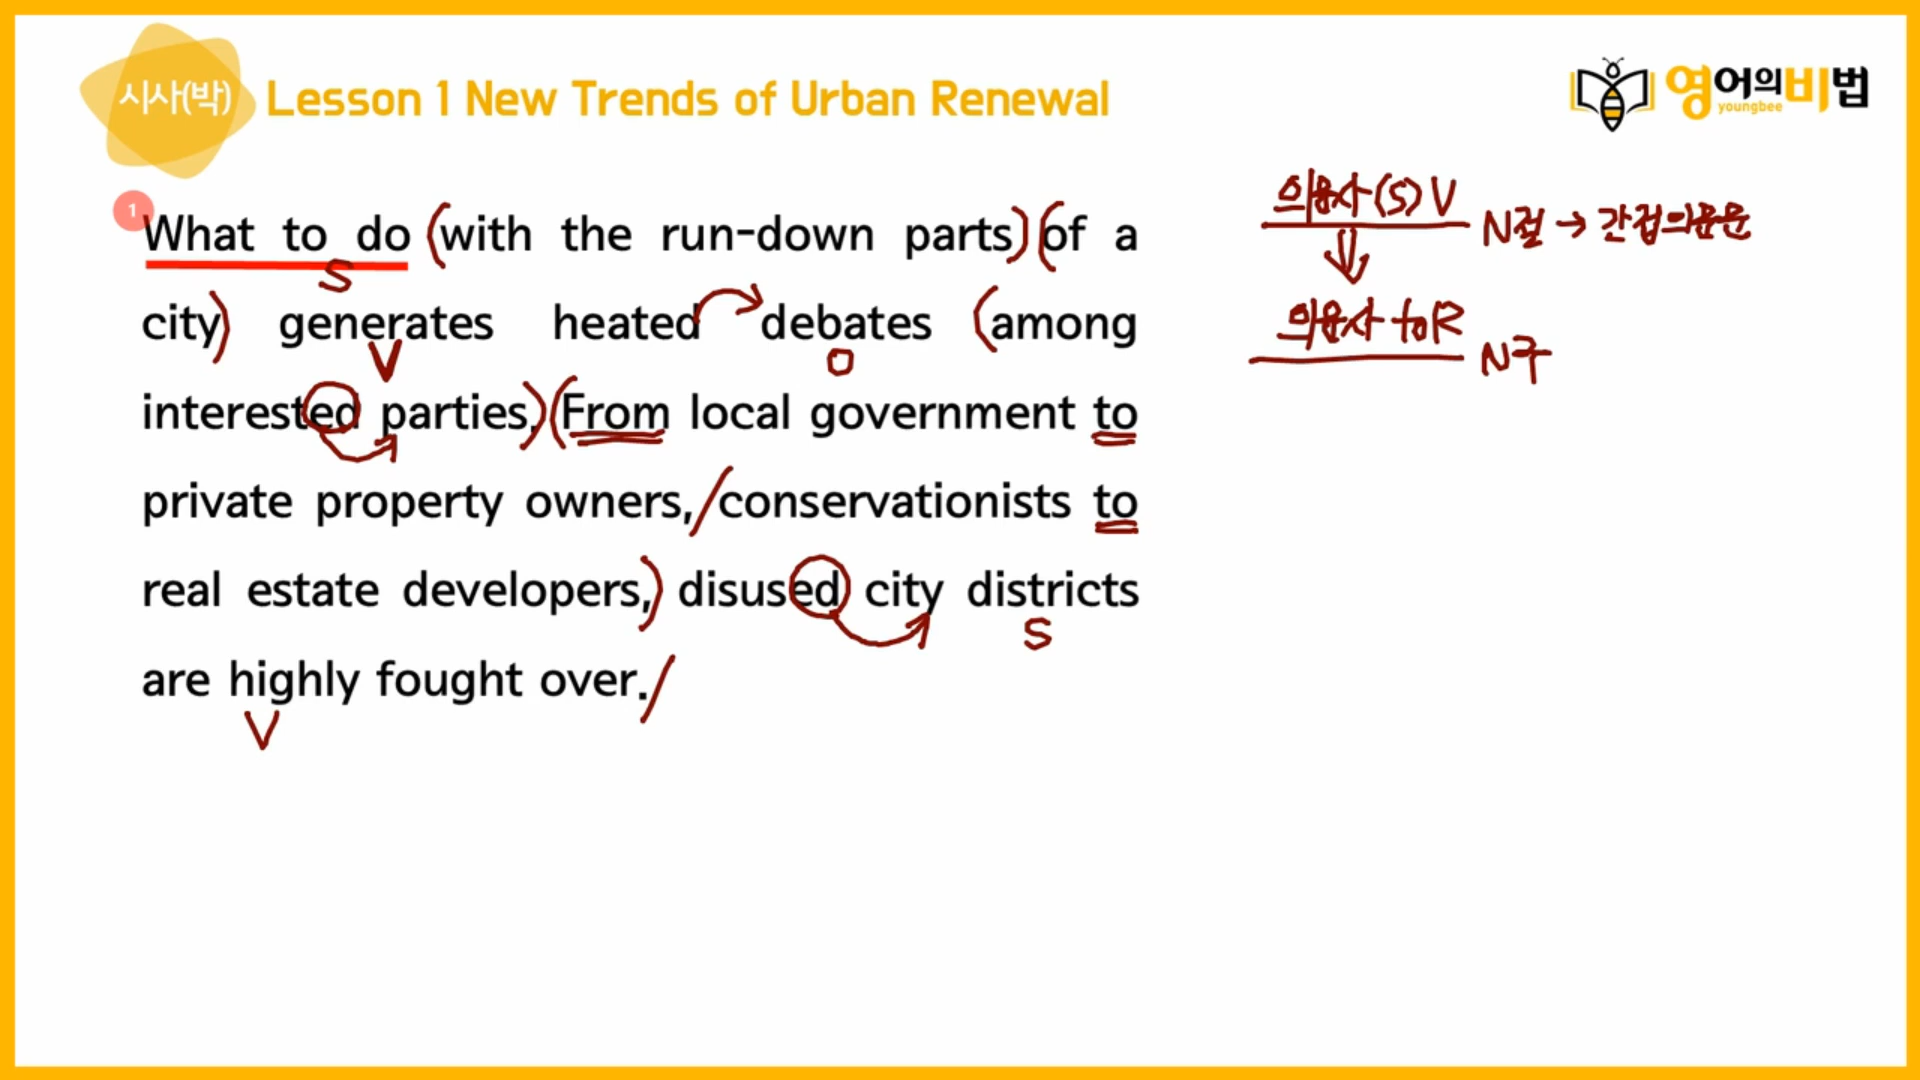 시사(박) Lesson 1 New Trends of Urban Renewal
영어의비법
youngbee
1
What to do (with the run-down parts) (of a
S
city) generates heated debates (among
V O
interested parties,) (From local government to
private property owners, / conservationists to
real estate developers,) disused city districts
S
are highly fought over. /
V
의문사 (S) V
N절 → 간접의문문
의문사 to R
N구